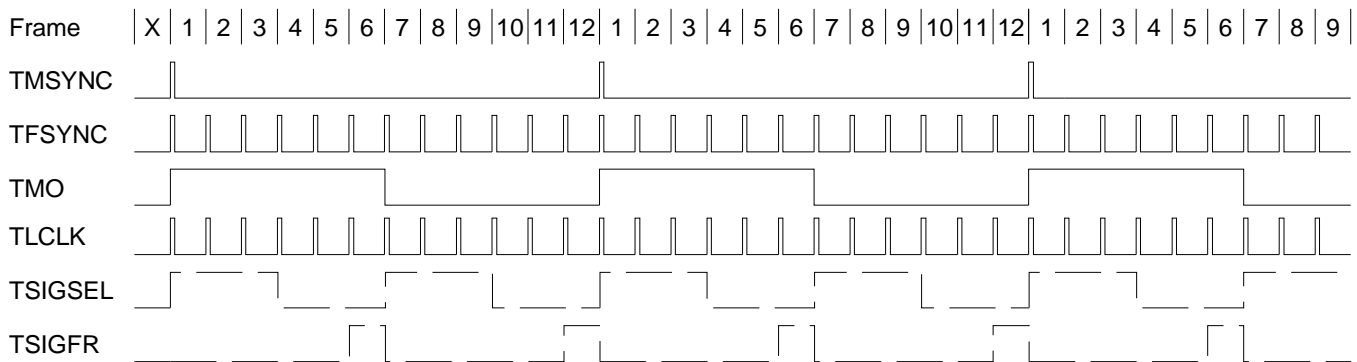 Frame X 1 2 3 4 5 6 7 8 9 10 11 12 1 2 3 4 5 6 7 8 9 10 11 12 1 2 3 4 5 6 7 8 9
TMSYNC
TFSYNC
TMO
TLCLK
TSIGSEL
TSIGFR